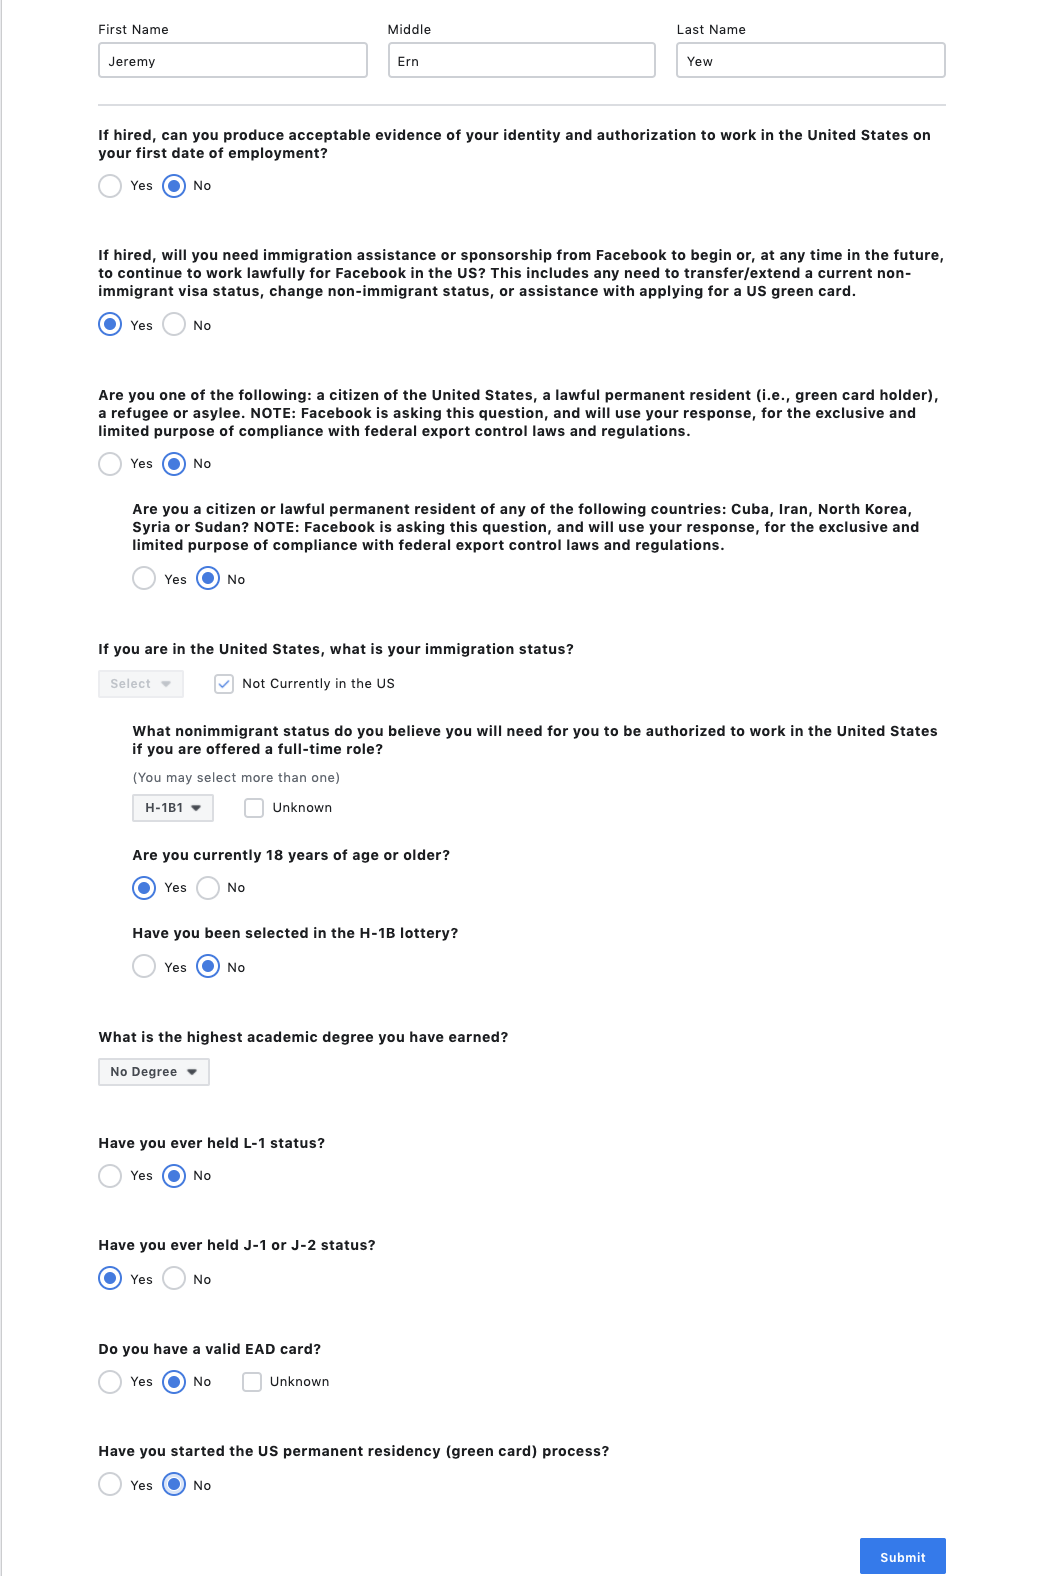 First Name Middle Last Name
Jeremy Ern Yew
If hired, can you produce acceptable evidence of your identity and authorization to work in the United States on
your first date of employment?
Yes No
If hired, will you need immigration assistance or sponsorship from Facebook to begin or, at any time in the future,
to continue to work lawfully for Facebook in the US? This includes any need to transfer/extend a current non-
immigrant visa status, change non-immigrant status, or assistance with applying for a US green card.
Yes No
Are you one of the following: a citizen of the United States, a lawful permanent resident (i.e., green card holder),
a refugee or asylee. NOTE: Facebook is asking this question, and will use your response, for the exclusive and
limited purpose of compliance with federal export control laws and regulations.
Yes No
Are you a citizen or lawful permanent resident of any of the following countries: Cuba, Iran, North Korea,
Syria or Sudan? NOTE: Facebook is asking this question, and will use your response, for the exclusive and
limited purpose of compliance with federal export control laws and regulations.
Yes No
If you are in the United States, what is your immigration status?
Select Not Currently in the US
What nonimmigrant status do you believe you will need for you to be authorized to work in the United States
if you are offered a full-time role?
(You may select more than one)
H-1B1 Unknown
Are you currently 18 years of age or older?
Yes No
Have you been selected in the H-1B lottery?
Yes No
What is the highest academic degree you have earned?
No Degree
Have you ever held L-1 status?
Yes No
Have you ever held J-1 or J-2 status?
Yes No
Do you have a valid EAD card?
Yes No Unknown
Have you started the US permanent residency (green card) process?
Yes No
Submit